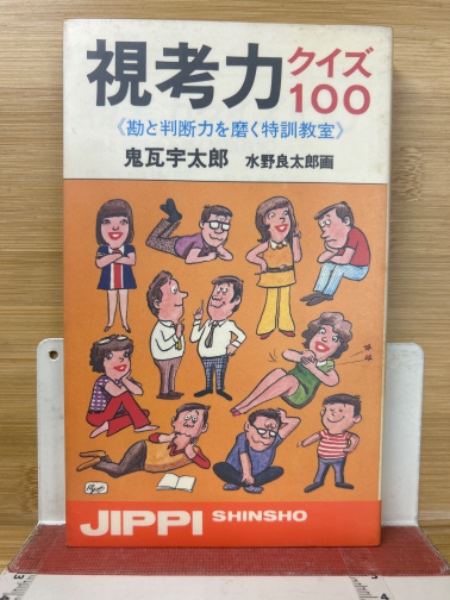 視考力クイズ100
《勘と判断力を磨く特訓教室》
鬼瓦宇太郎 水野良太郎画
JIPPI SHINSHO